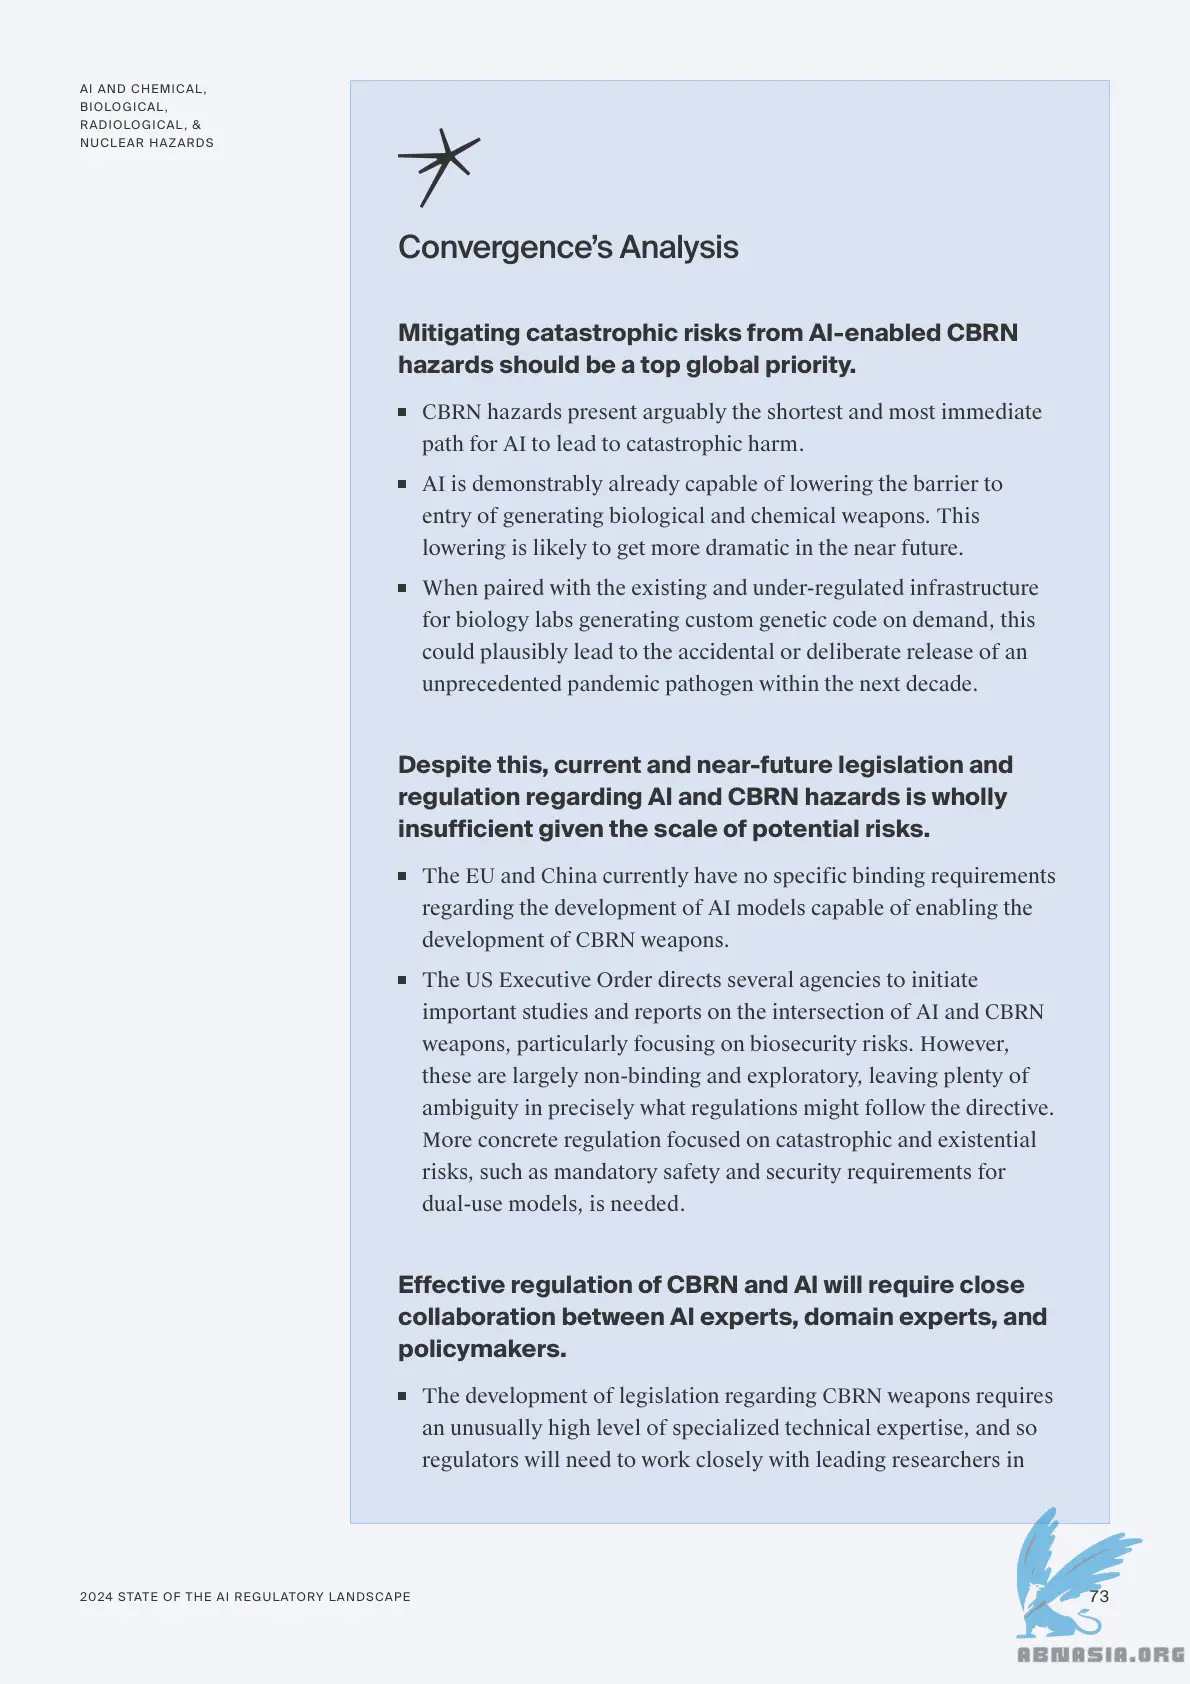 AI AND CHEMICAL,
BIOLOGICAL,
RADIOLOGICAL, &
NUCLEAR HAZARDS
Convergence’s Analysis
Mitigating catastrophic risks from AI-enabled CBRN
hazards should be a top global priority.
■ CBRN hazards present arguably the shortest and most immediate
path for AI to lead to catastrophic harm.
■ AI is demonstrably already capable of lowering the barrier to
entry of generating biological and chemical weapons. This
lowering is likely to get more dramatic in the near future.
■ When paired with the existing and under-regulated infrastructure
for biology labs generating custom genetic code on demand, this
could plausibly lead to the accidental or deliberate release of an
unprecedented pandemic pathogen within the next decade.
Despite this, current and near-future legislation and
regulation regarding AI and CBRN hazards is wholly
insufficient given the scale of potential risks.
■ The EU and China currently have no specific binding requirements
regarding the development of AI models capable of enabling the
development of CBRN weapons.
■ The US Executive Order directs several agencies to initiate
important studies and reports on the intersection of AI and CBRN
weapons, particularly focusing on biosecurity risks. However,
these are largely non-binding and exploratory, leaving plenty of
ambiguity in precisely what regulations might follow the directive.
More concrete regulation focused on catastrophic and existential
risks, such as mandatory safety and security requirements for
dual-use models, is needed.
Effective regulation of CBRN and AI will require close
collaboration between AI experts, domain experts, and
policymakers.
■ The development of legislation regarding CBRN weapons requires
an unusually high level of specialized technical expertise, and so
regulators will need to work closely with leading researchers in
2024 STATE OF THE AI REGULATORY LANDSCAPE
73
ABNASIA.ORG